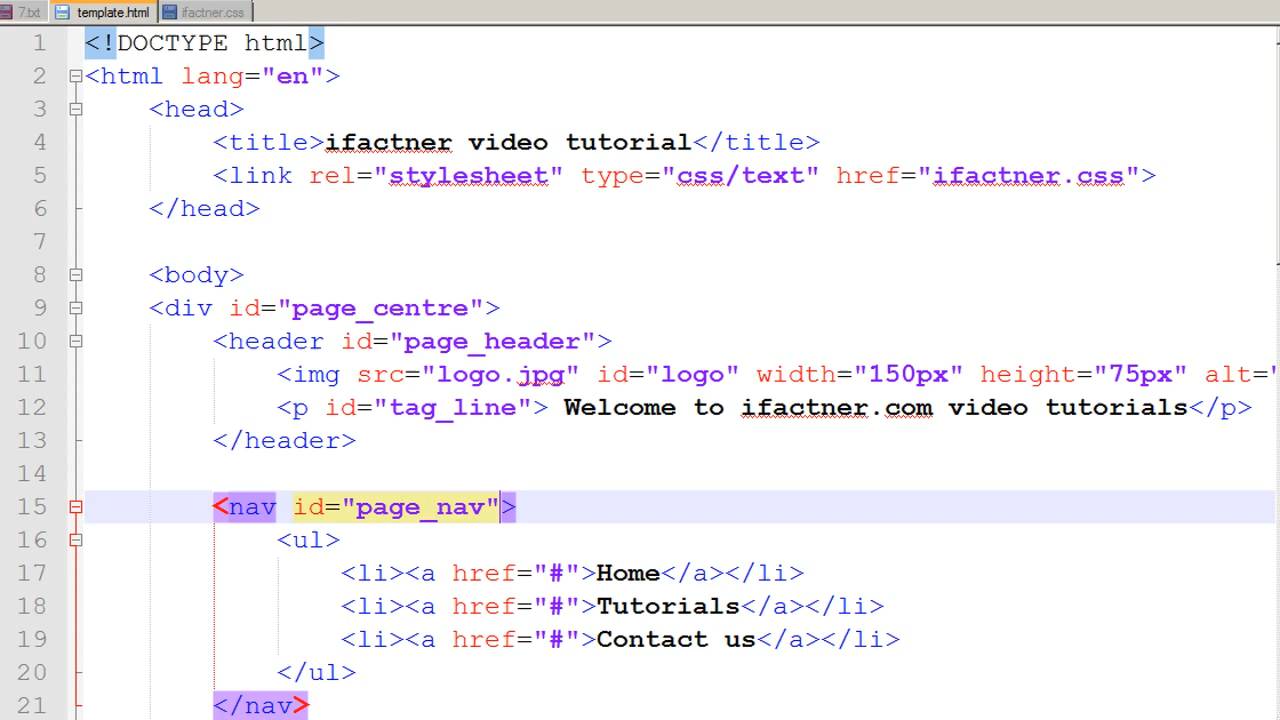 7.txt template.html ifactner.css
1 <!DOCTYPE html>
2 <html lang="en">
3 <head>
4 <title>ifactner video tutorial</title>
5 <link rel="stylesheet" type="css/text" href="ifactner.css">
6 </head>
7
8 <body>
9 <div id="page_centre">
10 <header id="page_header">
11 <img src="logo.jpg" id="logo" width="150px" height="75px" alt="
12 <p id="tag_line"> Welcome to ifactner.com video tutorials</p>
13 </header>
14
15 <nav id="page_nav">
16 <ul>
17 <li><a href="#">Home</a></li>
18 <li><a href="#">Tutorials</a></li>
19 <li><a href="#">Contact us</a></li>
20 </ul>
21 </nav>